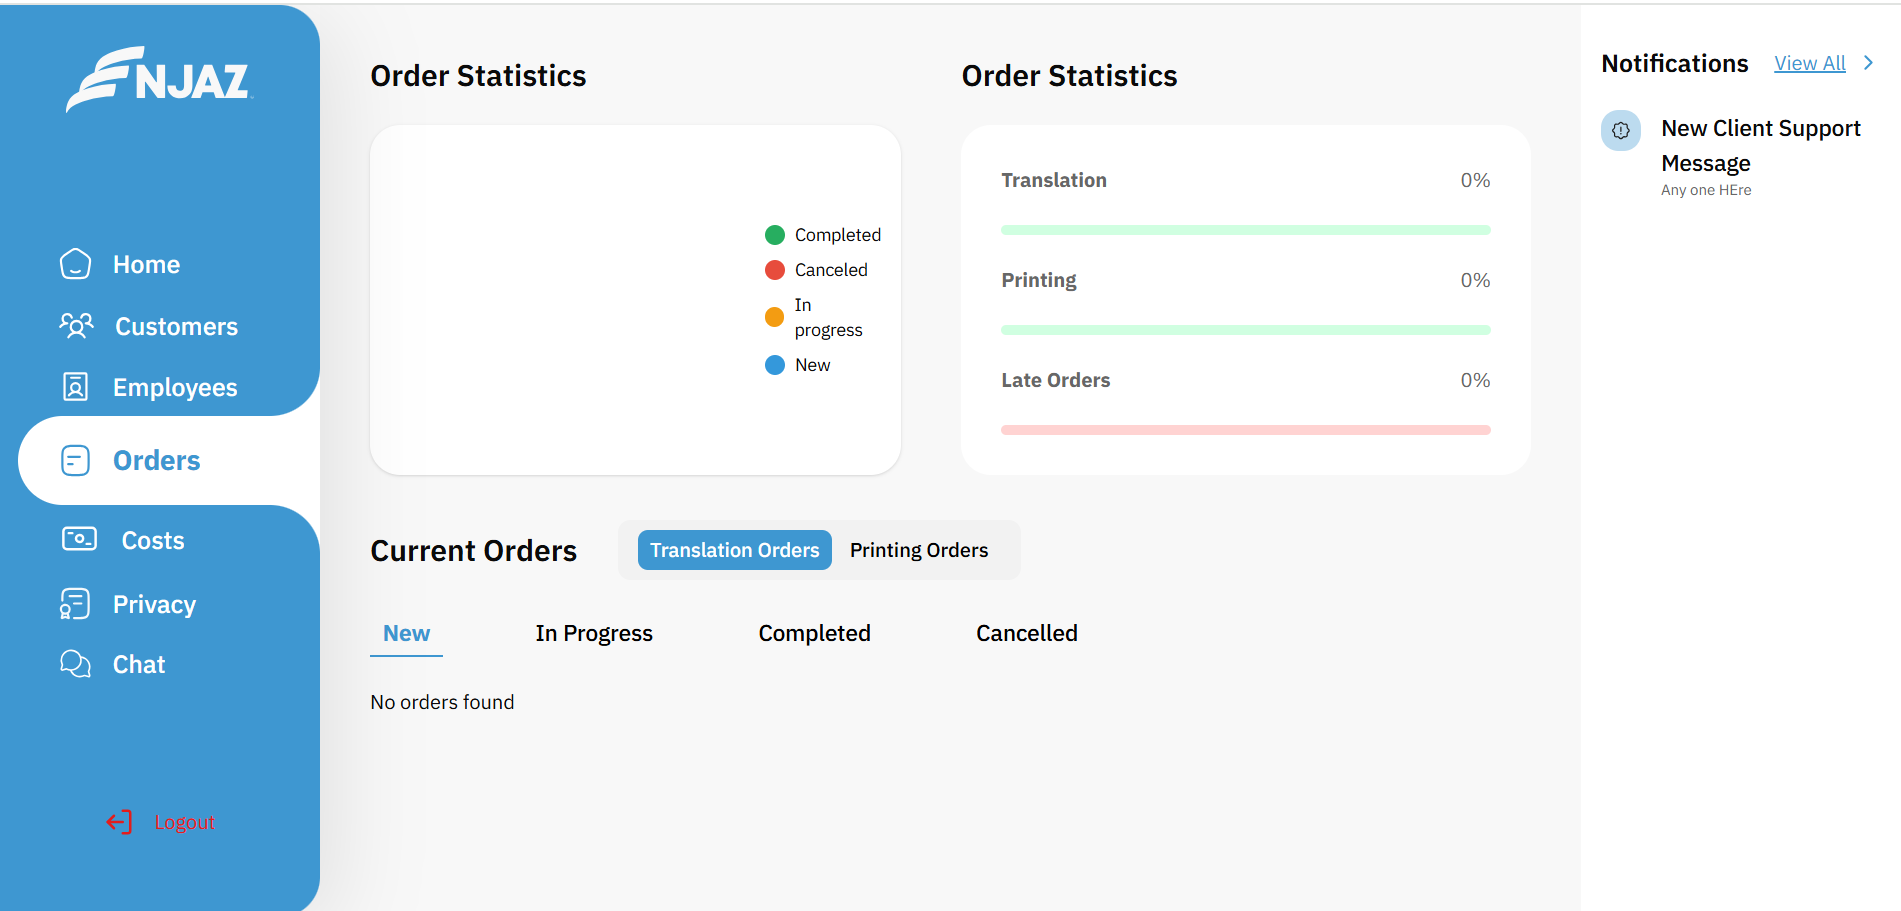 NJAZ
Home
Customers
Employees
Orders
Costs
Privacy
Chat
Logout
Order Statistics
Completed
Canceled
In
progress
New
Order Statistics
Translation 0%
Printing 0%
Late Orders 0%
Current Orders
Translation Orders Printing Orders
New In Progress Completed Cancelled
No orders found
Notifications View All
New Client Support
Message
Any one HEre